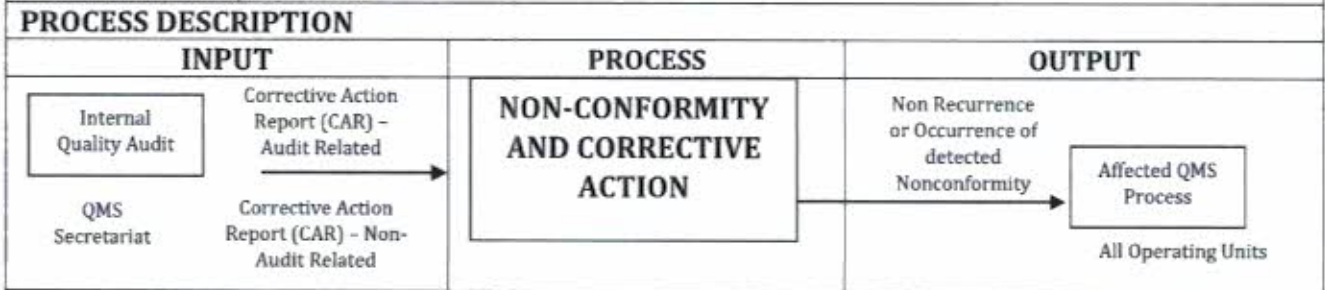 PROCESS DESCRIPTION
INPUT
PROCESS
OUTPUT
Internal
Quality Audit
QMS
Secretariat
Corrective Action
Report (CAR) –
Audit Related
Corrective Action
Report (CAR) – Non-
Audit Related
NON-CONFORMITY
AND CORRECTIVE
ACTION
Non Recurrence
or Occurrence of
detected
Nonconformity
Affected QMS
Process
All Operating Units